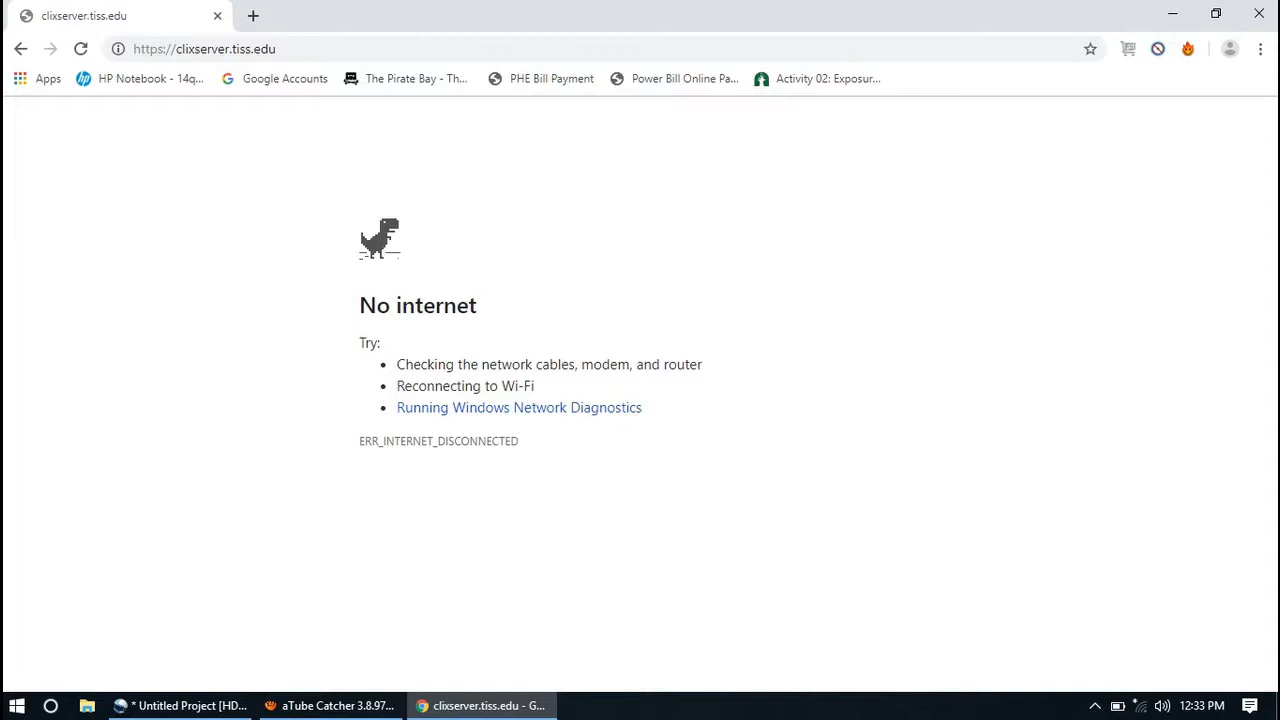 clixserver.tiss.edu
https://clixserver.tiss.edu
Apps HP Notebook - 14q... Google Accounts The Pirate Bay - Th... PHE Bill Payment Power Bill Online Pa... Activity 02: Exposur...
No internet
Try:
• Checking the network cables, modem, and router
• Reconnecting to Wi-Fi
• Running Windows Network Diagnostics
ERR_INTERNET_DISCONNECTED
* Untitled Project [HD... aTube Catcher 3.8.97... clixserver.tiss.edu - G... 12:33 PM